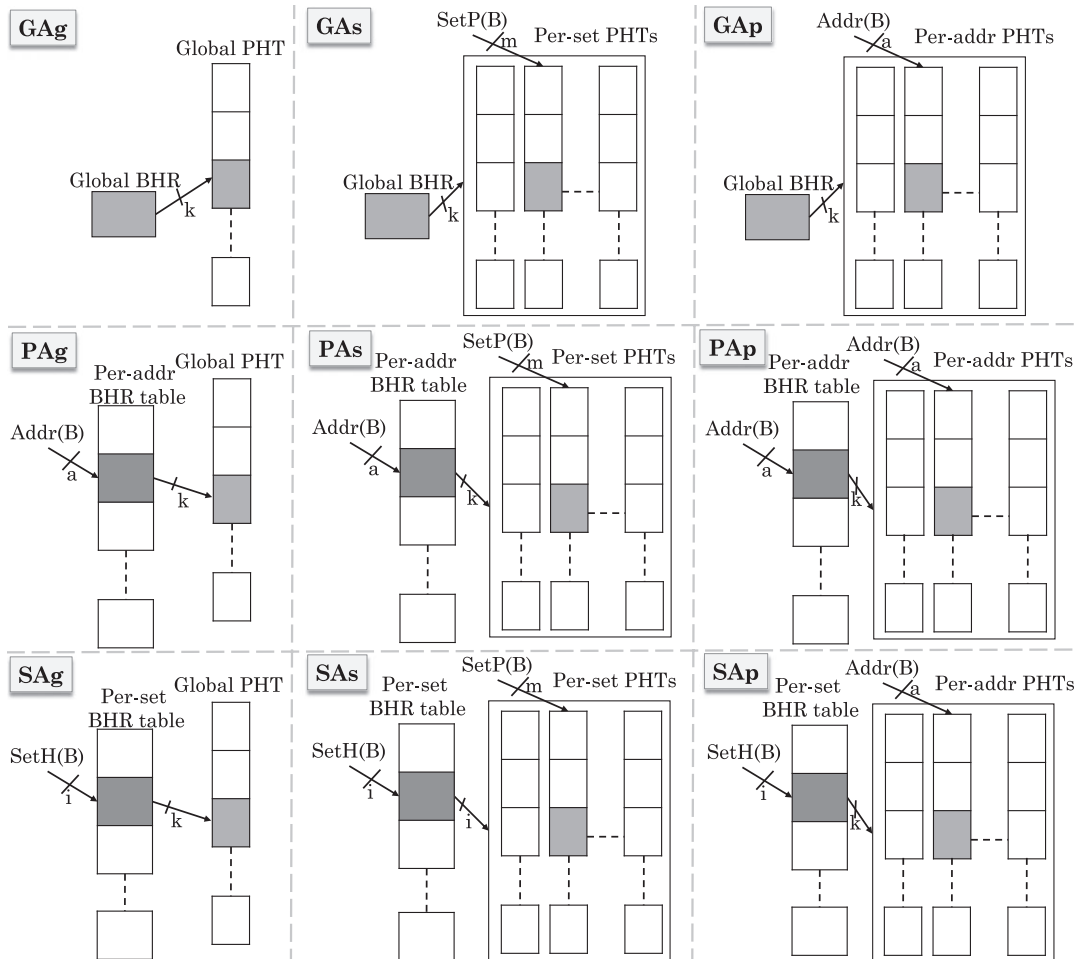 GAg
Global PHT
Global BHR
k
GAs
SetP(B)
m
Per-set PHTs
Global BHR
k
GAp
Addr(B)
a
Per-addr PHTs
Global BHR
k
PAg
Per-addr
BHR table
Global PHT
Addr(B)
a
k
PAs
Per-addr
BHR table
SetP(B)
m
Per-set PHTs
Addr(B)
a
k
PAp
Per-addr
BHR table
Addr(B)
a
Per-addr PHTs
Addr(B)
a
k
SAg
Per-set
BHR table
Global PHT
SetH(B)
i
k
SAs
Per-set
BHR table
SetP(B)
m
Per-set PHTs
SetH(B)
i
i
SAp
Per-set
BHR table
Addr(B)
a
Per-addr PHTs
SetH(B)
i
k